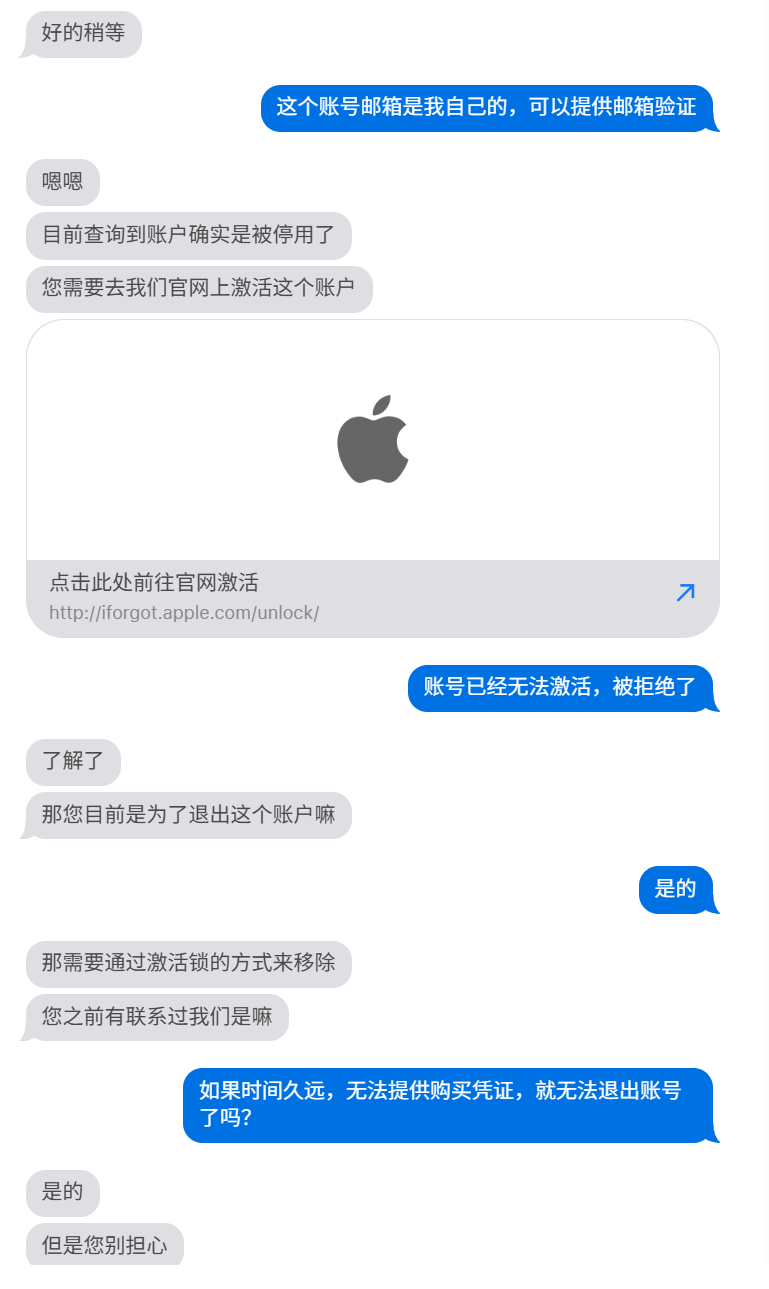 好的稍等
这个账号邮箱是我自己的，可以提供邮箱验证
嗯嗯
目前查询到账户确实是被停用了
您需要去我们官网上激活这个账户
点击此处前往官网激活
http://iforgot.apple.com/unlock/
账号已经无法激活，被拒绝了
了解了
那您目前是为了退出这个账户嘛
是的
那需要通过激活锁的方式来移除
您之前有联系过我们是嘛
如果时间久远，无法提供购买凭证，就无法退出账号
了吗?
是的
但是您别担心